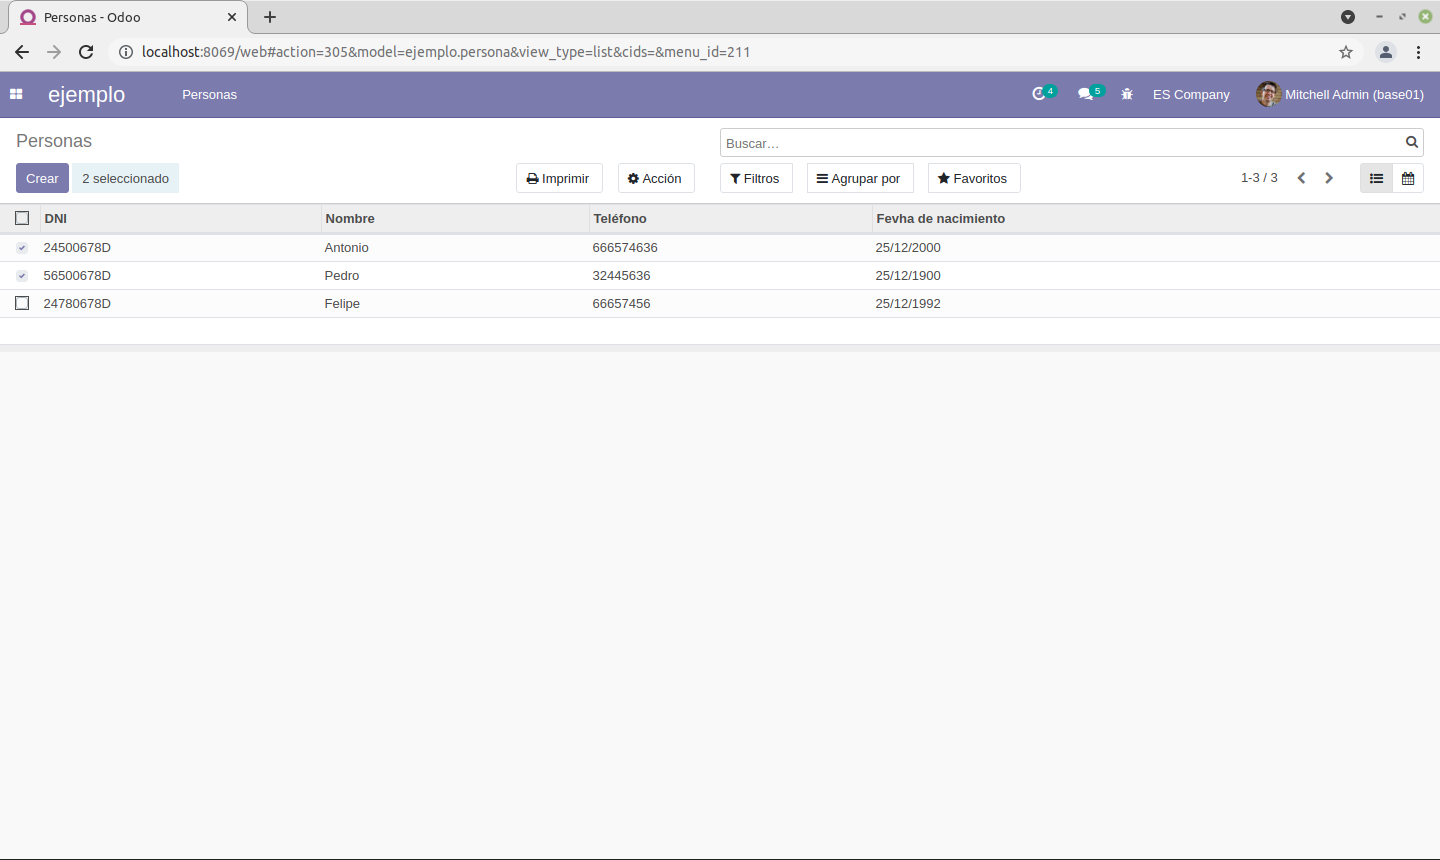 Personas - Odoo
localhost:8069/web#action=305&model=ejemplo.persona&view_type=list&cids=&menu_id=211
ejemplo Personas 4 5 ES Company Mitchell Admin (base01)
Personas Buscar...
Crear 2 seleccionado Imprimir Acción Filtros Agrupar por Favoritos 1-3 / 3
DNI Nombre Teléfono Fevha de nacimiento
24500678D Antonio 666574636 25/12/2000
56500678D Pedro 32445636 25/12/1900
24780678D Felipe 66657456 25/12/1992